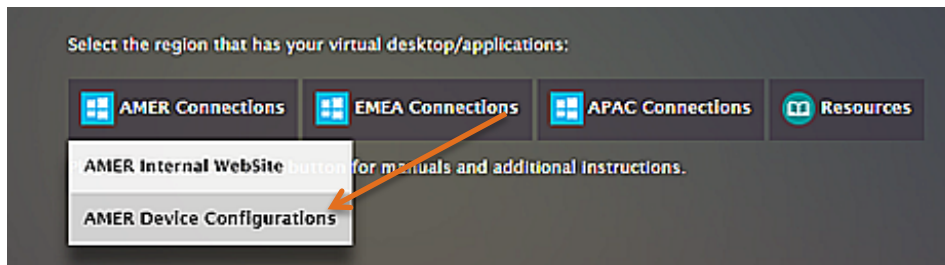 Select the region that has your virtual desktop/applications:
AMER Connections EMEA Connections APAC Connections Resources
AMER Internal WebSite
button for manuals and additional instructions.
AMER Device Configurations